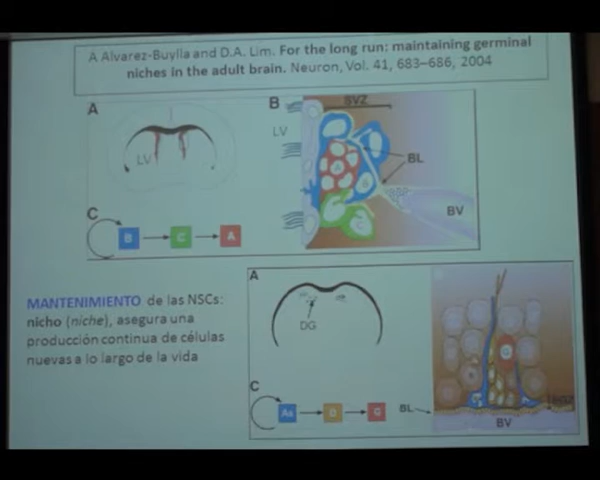 A Alvarez-Buylla and D.A. Lim. For the long run: maintaining germinal
niches in the adult brain. Neuron, Vol. 41, 683–686, 2004
A
B
SVZ
LV
LV
BL
BV
C
B
C
A
MANTENIMIENTO de las NSCs:
nicho (niche), asegura una
producción continua de células
nuevas a lo largo de la vida
A
DG
C
As
D
G
BL
BV